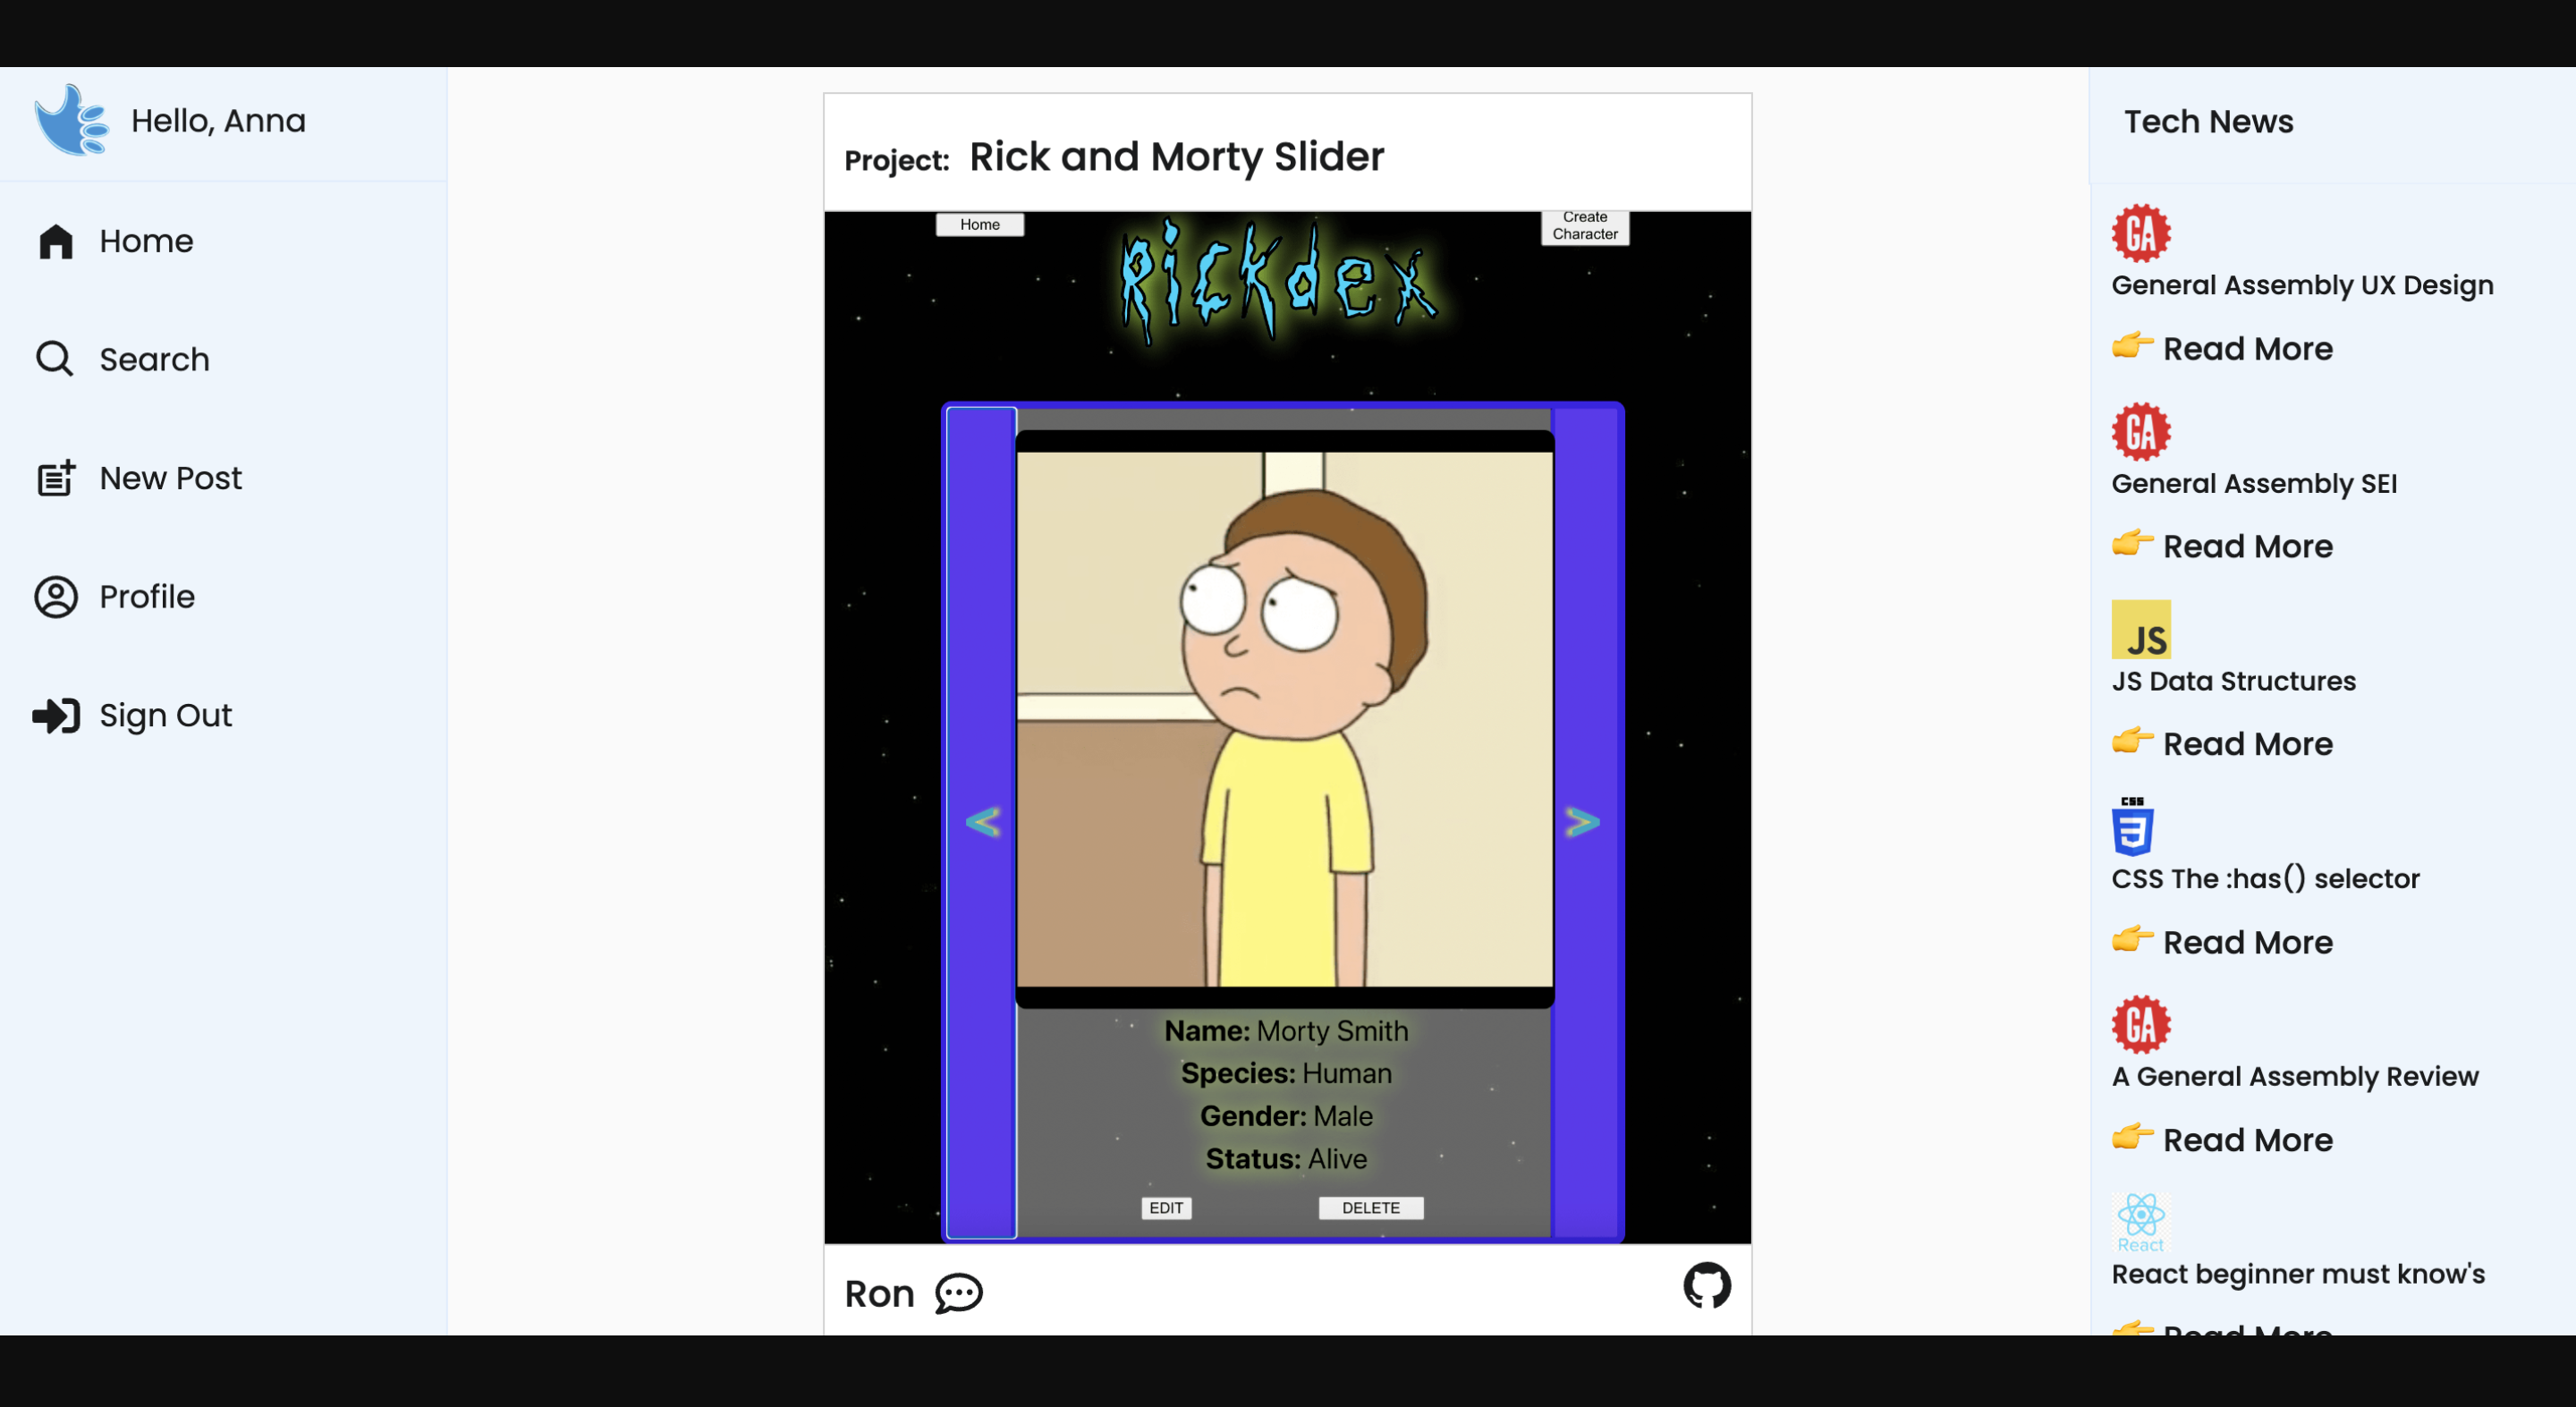 Hello, Anna
Home
Search
New Post
Profile
Sign Out
Project: Rick and Morty Slider
Home
Create
Character
Rickdex
<
>
Name: Morty Smith
Species: Human
Gender: Male
Status: Alive
EDIT
DELETE
Ron
Tech News
GA
General Assembly UX Design
👉 Read More
GA
General Assembly SEI
👉 Read More
JS
JS Data Structures
👉 Read More
CSS
3
CSS The :has() selector
👉 Read More
GA
A General Assembly Review
👉 Read More
React
React beginner must know's
👉 Read More